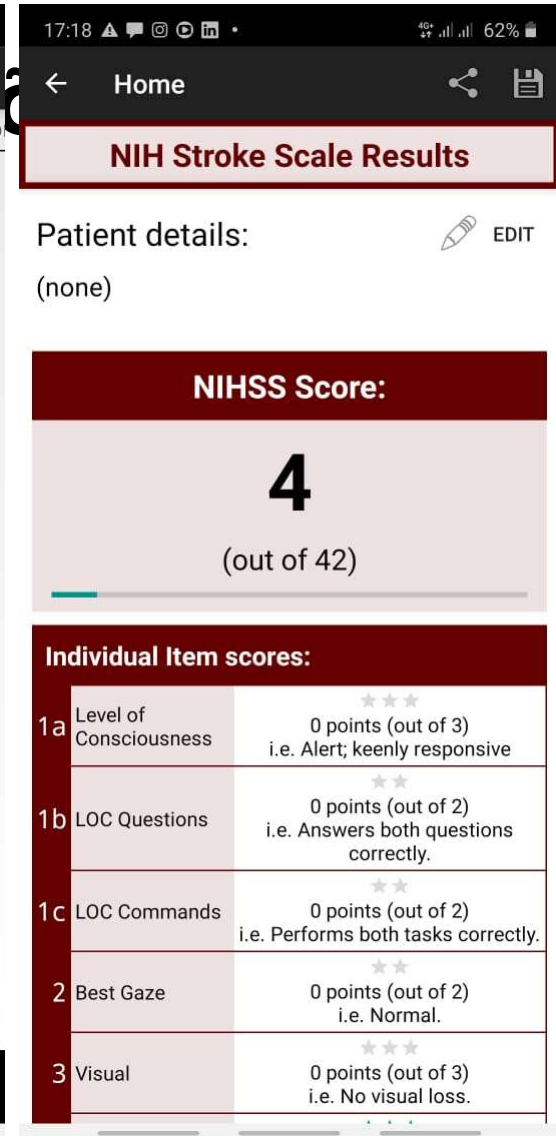 17:18
4G+ 62%
Home
NIH Stroke Scale Results
Patient details:
EDIT
(none)
NIHSS Score:
4
(out of 42)
Individual Item scores:
1a Level of Consciousness
0 points (out of 3)
i.e. Alert; keenly responsive
1b LOC Questions
0 points (out of 2)
i.e. Answers both questions
correctly.
1c LOC Commands
0 points (out of 2)
i.e. Performs both tasks correctly.
2 Best Gaze
0 points (out of 2)
i.e. Normal.
3 Visual
0 points (out of 3)
i.e. No visual loss.